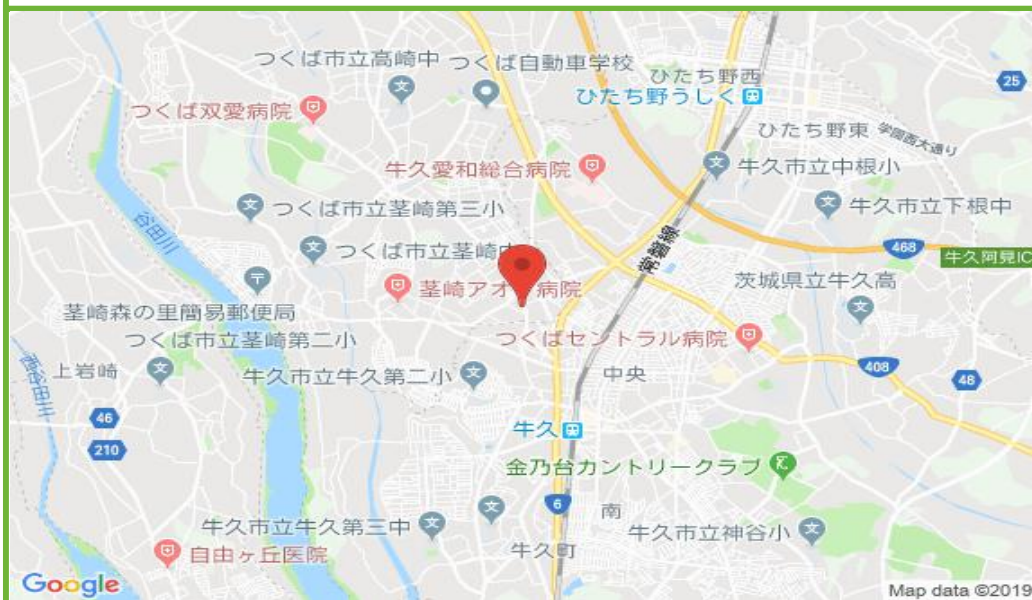 つくば市立高崎中
つくば自動車学校
ひたち野西
ひたち野うしく
25
つくば双愛病院
ひたち野東
学園西大通り
牛久愛和総合病院
牛久市立中根小
谷田川
つくば市立茎崎第三小
牛久市立下根中
つくば市立茎崎中
常磐線
468
牛久阿見IC
茎崎アオ
病院
茨城県立牛久高
茎崎森の里簡易郵便局
つくば市立茎崎第二小
つくばセントラル病院
西谷田川
上岩崎
牛久市立牛久第二小
中央
408
48
46
牛久
210
金乃台カントリークラブ
6
南
牛久市立牛久第三中
牛久市立神谷小
自由ヶ丘医院
牛久町
Google
Map data ©2019